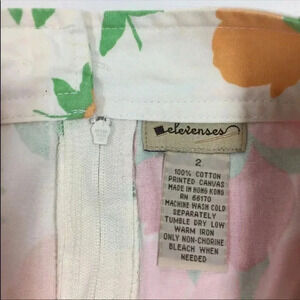 elevenses
2
100% COTTON
PRINTED CANVAS
MADE IN HONG KONG
RN 66170
MACHINE WASH COLD
SEPARATELY
TUMBLE DRY LOW
WARM IRON
ONLY NON-CHORINE
BLEACH WHEN
NEEDED